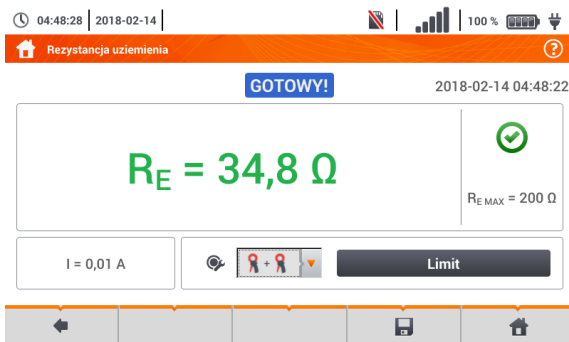 04:48:28 2018-02-14 100 %
Rezystancja uziemienia ?
GOTOWY! 2018-02-14 04:48:22
RE = 34,8 Ω
RE MAX = 200 Ω
I = 0,01 A + Limit